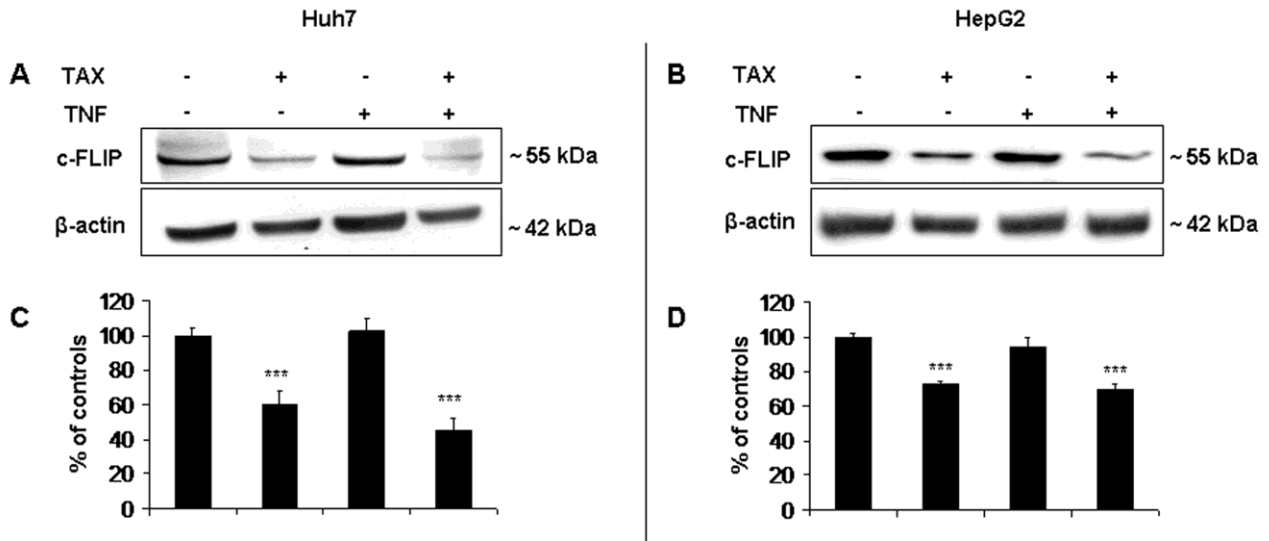 Huh7
A
TAX - + - +
TNF - - + +
c-FLIP ~ 55 kDa
β-actin ~ 42 kDa
C
% of controls
120
100
80
60
40
20
0
***
***
HepG2
B
TAX - + - +
TNF - - + +
c-FLIP ~ 55 kDa
β-actin ~ 42 kDa
D
% of controls
120
100
80
60
40
20
0
***
***